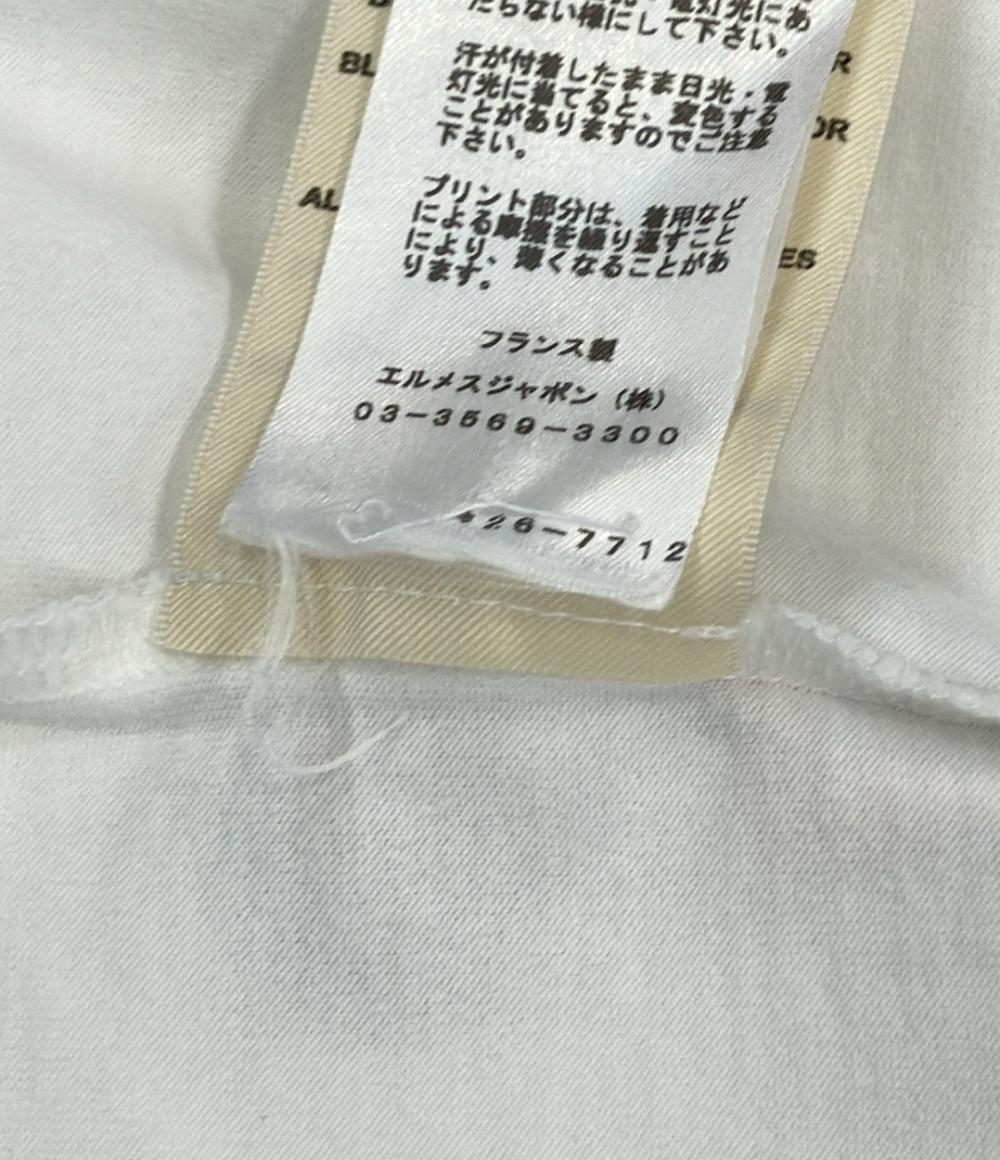 たらない様にして下さい。
汗が付着したまま日光・電
灯光に当てると、変色する
ことがありますのでご注意
下さい。
プリント部分は、着用など
による摩擦を繰り返すこと
により、薄くなることがあ
ります。
フランス製
エルメスジャポン（株）
03-3569-3300
26-7712
BL
AL
R
OR
ES